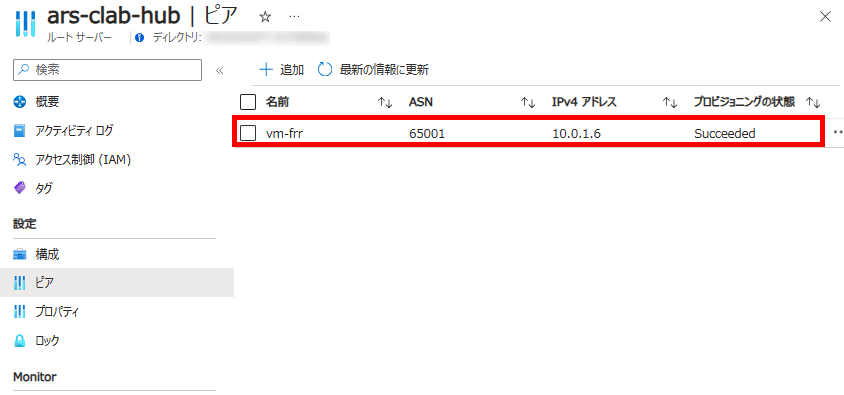 ars-clab-hub | ピア
ルート サーバー ディレクトリ:
検索
追加 最新の情報に更新
概要
アクティビティ ログ
アクセス制御 (IAM)
タグ
設定
構成
ピア
プロパティ
ロック
Monitor
名前 ASN IPv4 アドレス プロビジョニングの状態
vm-frr 65001 10.0.1.6 Succeeded